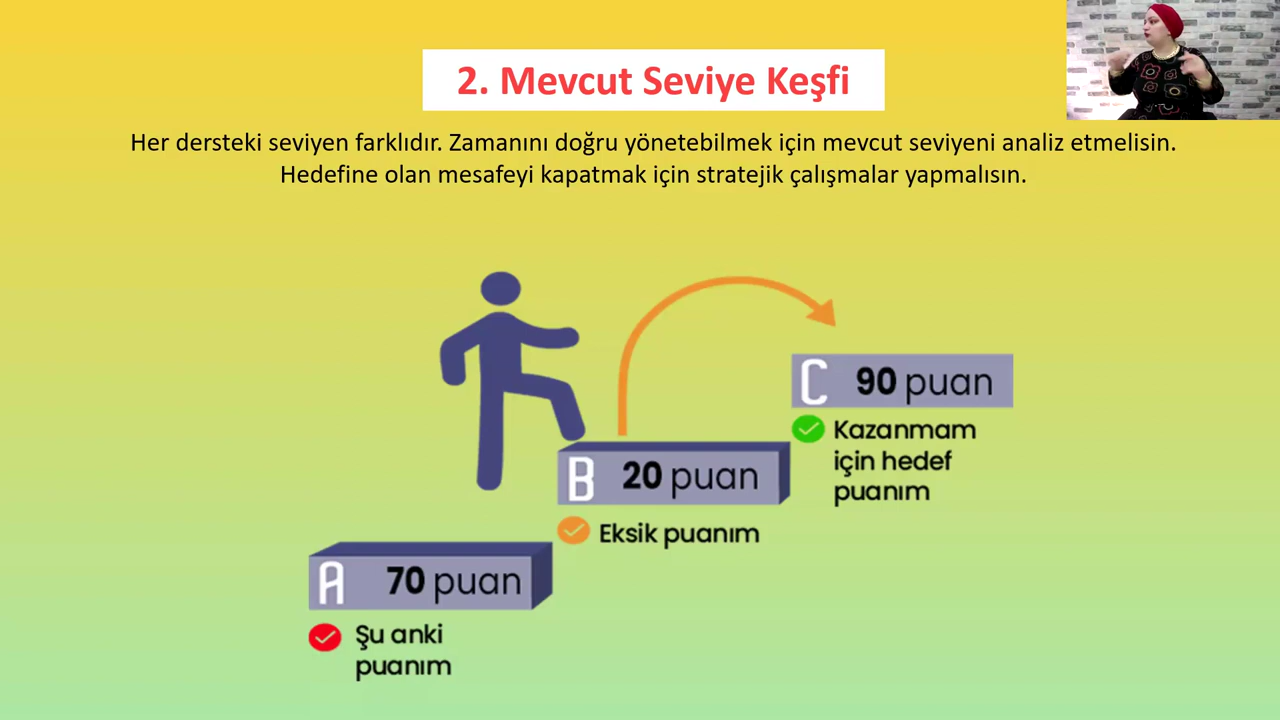 2. Mevcut Seviye Keşfi
Her dersteki seviyen farklıdır. Zamanını doğru yönetebilmek için mevcut seviyeni analiz etmelisin.
Hedefine olan mesafeyi kapatmak için stratejik çalışmalar yapmalısın.
C 90 puan
Kazanmam
için hedef
puanım
B 20 puan
Eksik puanım
A 70 puan
Şu anki
puanım